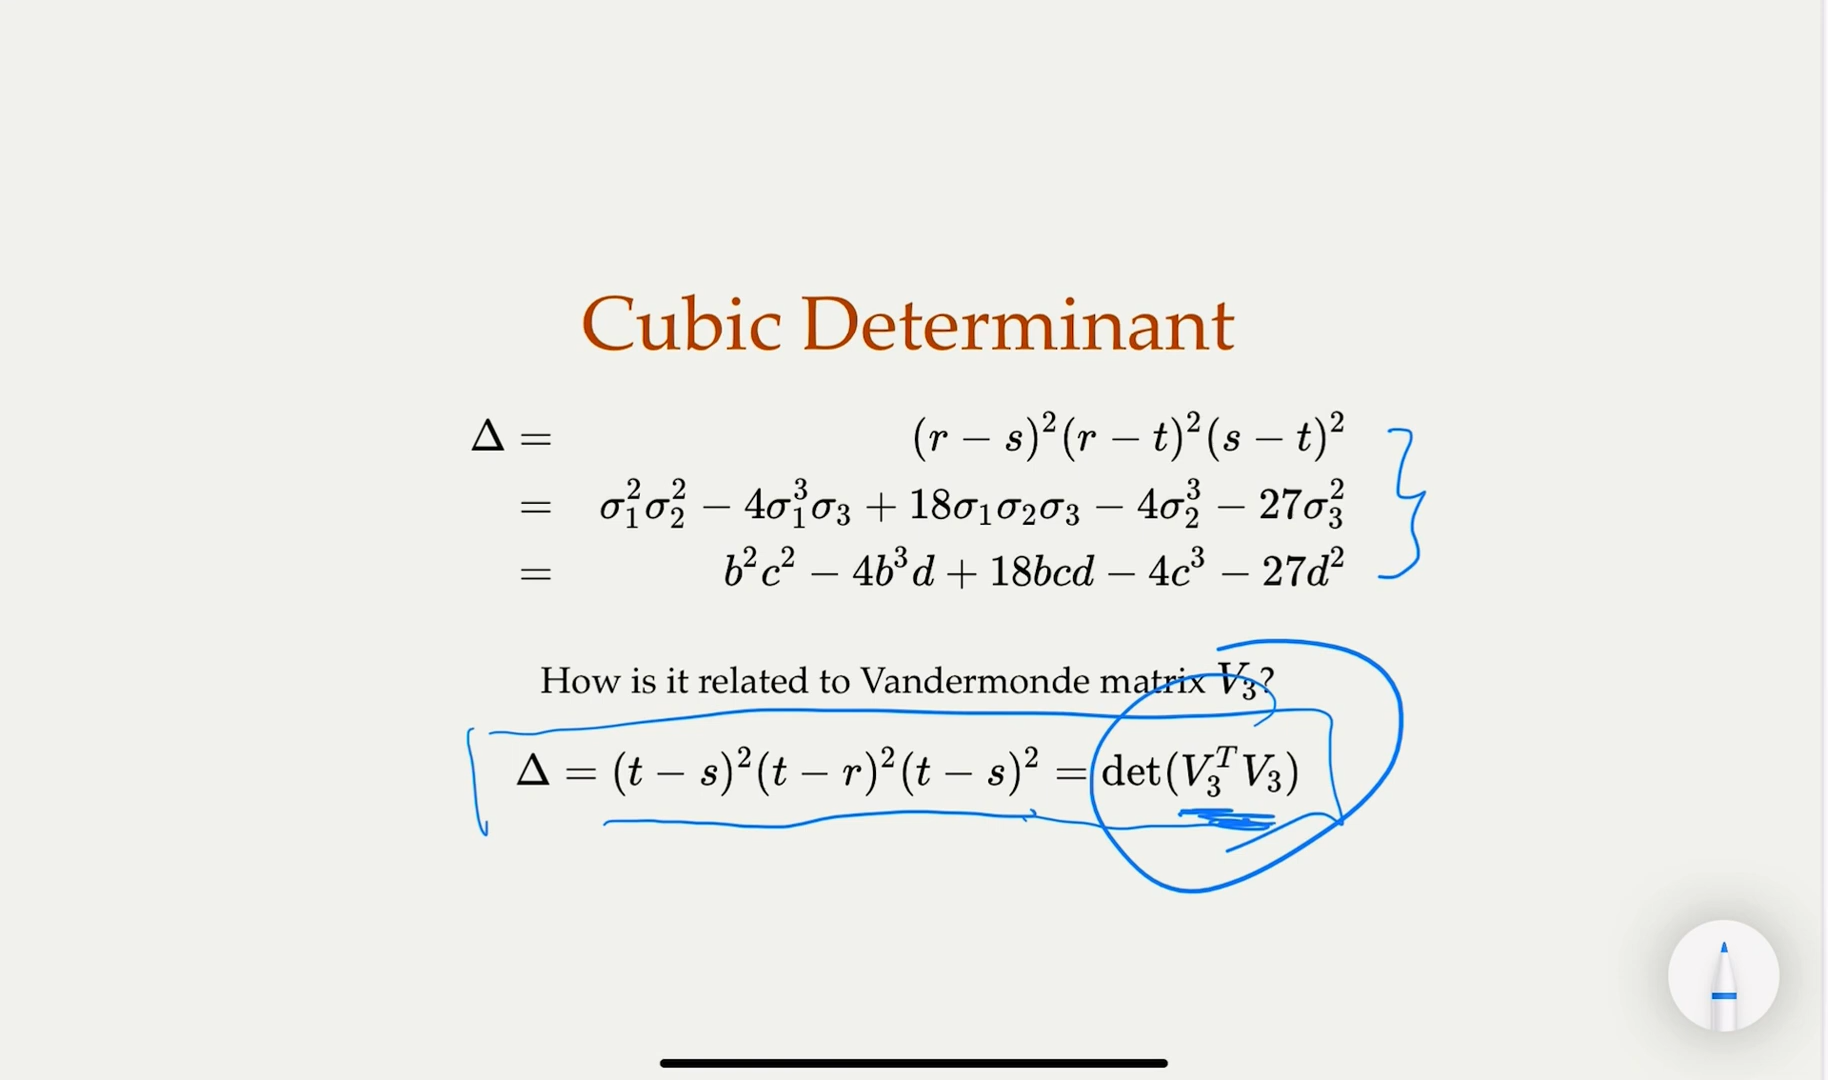 Cubic Determinant
Δ = (r − s)²(r − t)²(s − t)²
= σ₁²σ₂² − 4σ₁³σ₃ + 18σ₁σ₂σ₃ − 4σ₂³ − 27σ₃²
= b²c² − 4b³d + 18bcd − 4c³ − 27d²
How is it related to Vandermonde matrix V₃?
Δ = (t − s)²(t − r)²(t − s)² = det(V₃ᵀV₃)